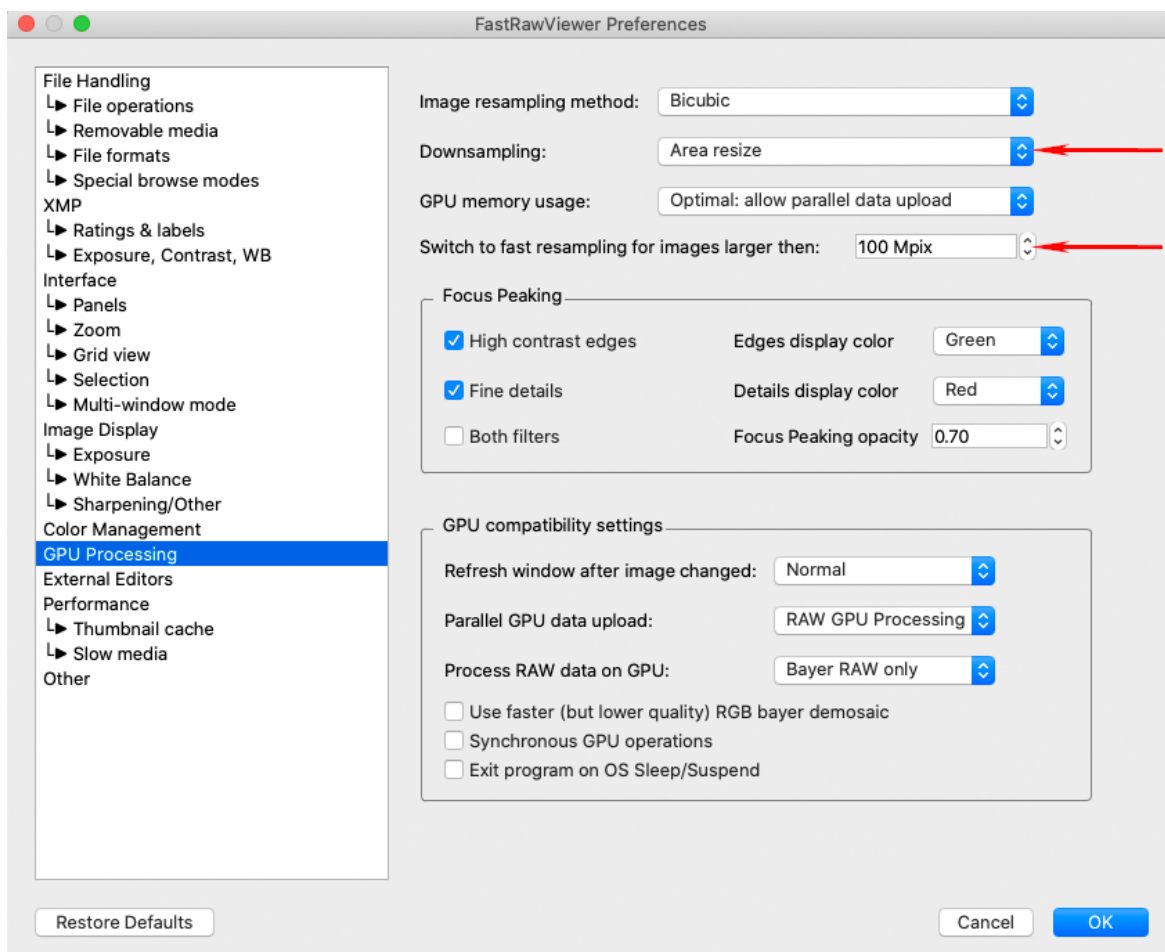 FastRawViewer Preferences
File Handling
File operations
Removable media
File formats
Special browse modes
XMP
Ratings & labels
Exposure, Contrast, WB
Interface
Panels
Zoom
Grid view
Selection
Multi-window mode
Image Display
Exposure
White Balance
Sharpening/Other
Color Management
GPU Processing
External Editors
Performance
Thumbnail cache
Slow media
Other
Image resampling method: Bicubic
Downsampling: Area resize
GPU memory usage: Optimal: allow parallel data upload
Switch to fast resampling for images larger then: 100 Mpix
Focus Peaking
High contrast edges Edges display color Green
Fine details Details display color Red
Both filters Focus Peaking opacity 0.70
GPU compatibility settings
Refresh window after image changed: Normal
Parallel GPU data upload: RAW GPU Processing
Process RAW data on GPU: Bayer RAW only
Use faster (but lower quality) RGB bayer demosaic
Synchronous GPU operations
Exit program on OS Sleep/Suspend
Restore Defaults Cancel OK